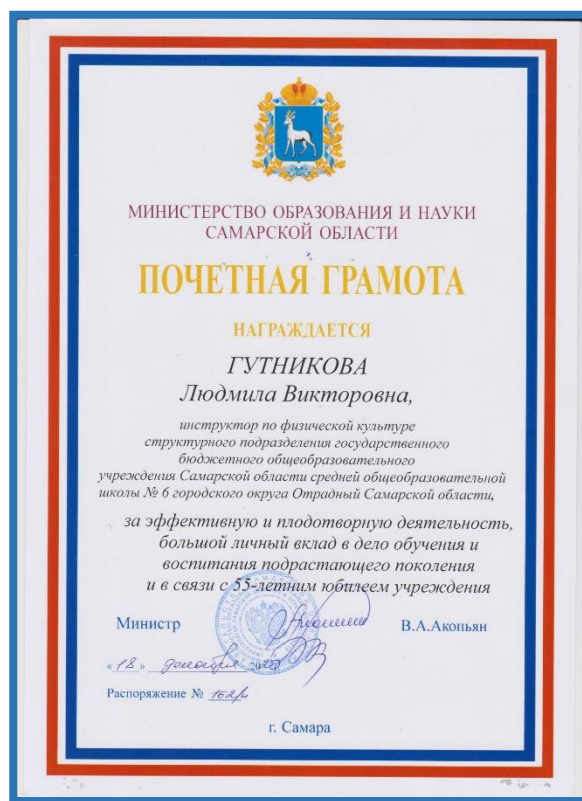 МИНИСТЕРСТВО ОБРАЗОВАНИЯ И НАУКИ
САМАРСКОЙ ОБЛАСТИ
ПОЧЕТНАЯ ГРАМОТА
НАГРАЖДАЕТСЯ
ГУТНИКОВА
Людмила Викторовна,
инструктор по физической культуре
структурного подразделения государственного
бюджетного общеобразовательного
учреждения Самарской области средней общеобразовательной
школы № 6 городского округа Отрадный Самарской области,
за эффективную и плодотворную деятельность,
большой личный вклад в дело обучения и
воспитания подрастающего поколения
и в связи с 55-летним юбилеем учреждения
Министр В.А.Акопьян
«18» декабря
Распоряжение №
г. Самара